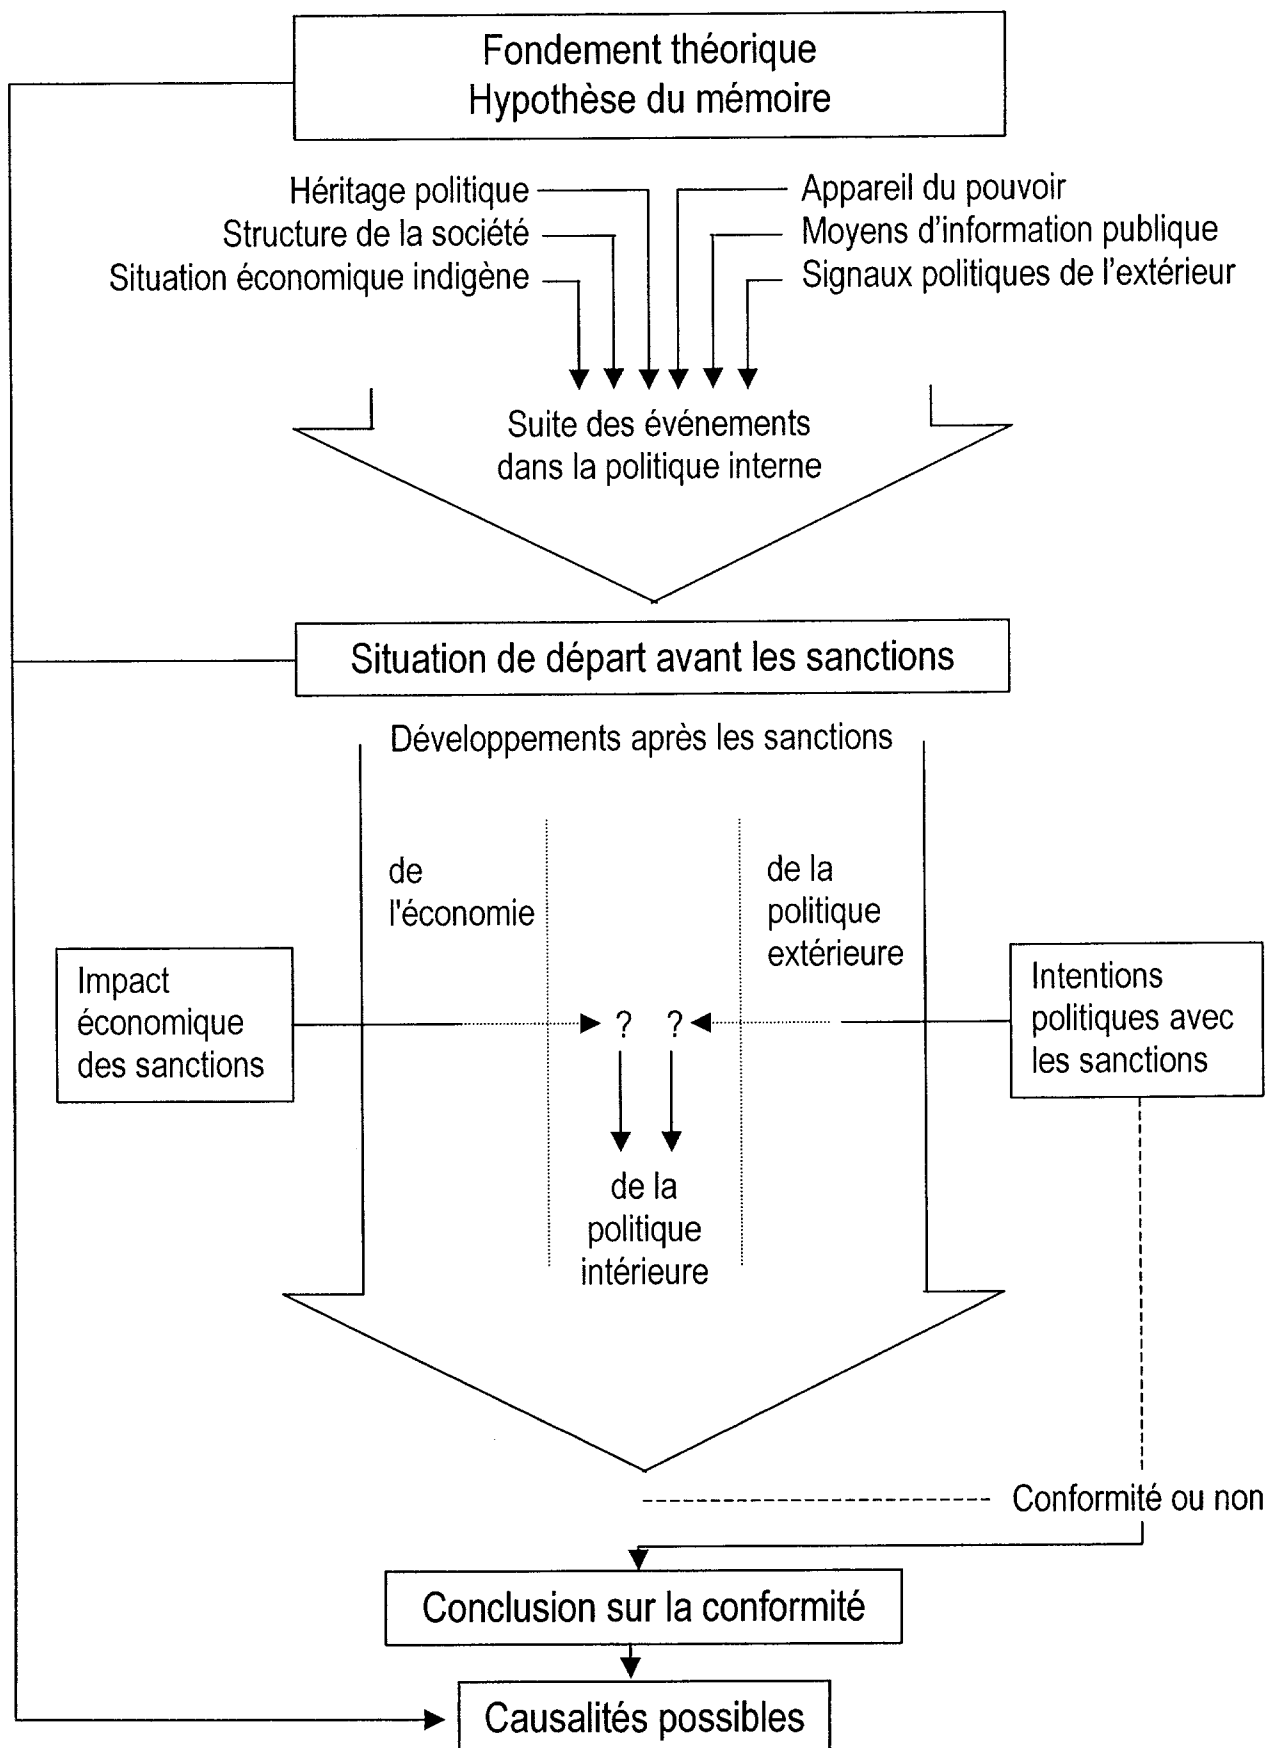 Fondement théorique
Hypothèse du mémoire
Héritage politique
Structure de la société
Situation économique indigène
Appareil du pouvoir
Moyens d'information publique
Signaux politiques de l'extérieur
Suite des événements
dans la politique interne
Situation de départ avant les sanctions
Développements après les sanctions
de
l'économie
de la
politique
extérieure
Impact
économique
des sanctions
? ?
Intentions
politiques avec
les sanctions
de la
politique
intérieure
Conformité ou non
Conclusion sur la conformité
Causalités possibles